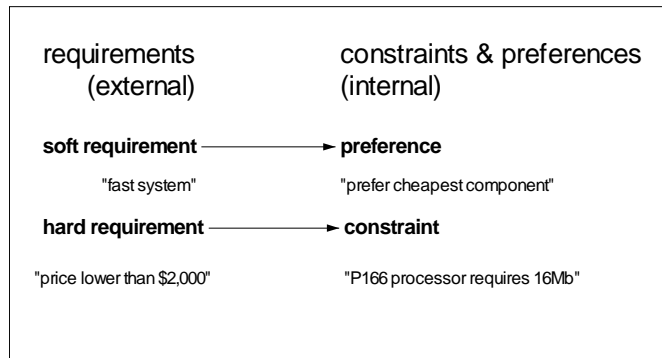 requirements
(external)
constraints & preferences
(internal)
soft requirement
preference
"fast system"
"prefer cheapest component"
hard requirement
constraint
"price lower than $2,000"
"P166 processor requires 16Mb"